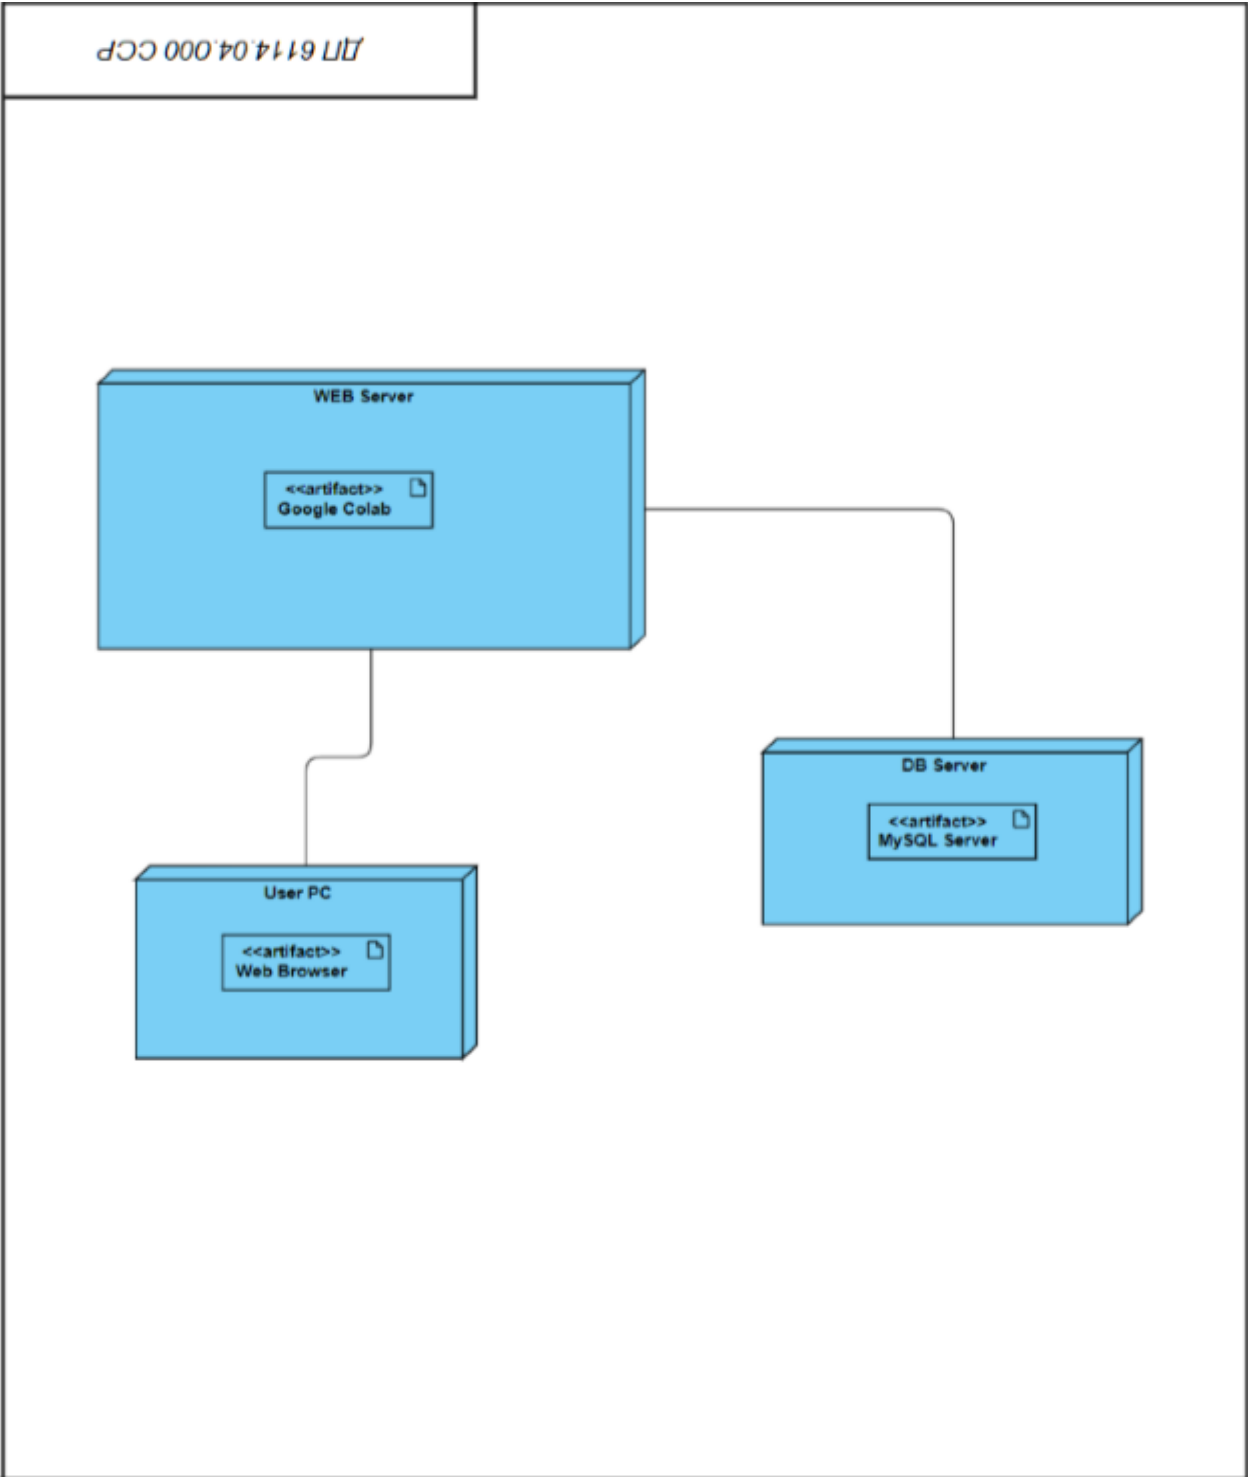 ДП 6114.04.000 ССР
WEB Server
<<artifact>>
Google Colab
DB Server
<<artifact>>
MySQL Server
User PC
<<artifact>>
Web Browser